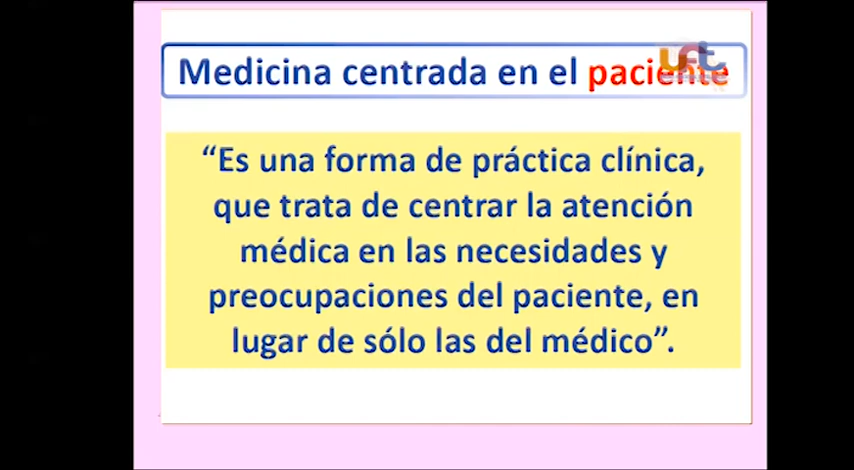 Medicina centrada en el paciente
uft
“Es una forma de práctica clínica,
que trata de centrar la atención
médica en las necesidades y
preocupaciones del paciente, en
lugar de sólo las del médico”.